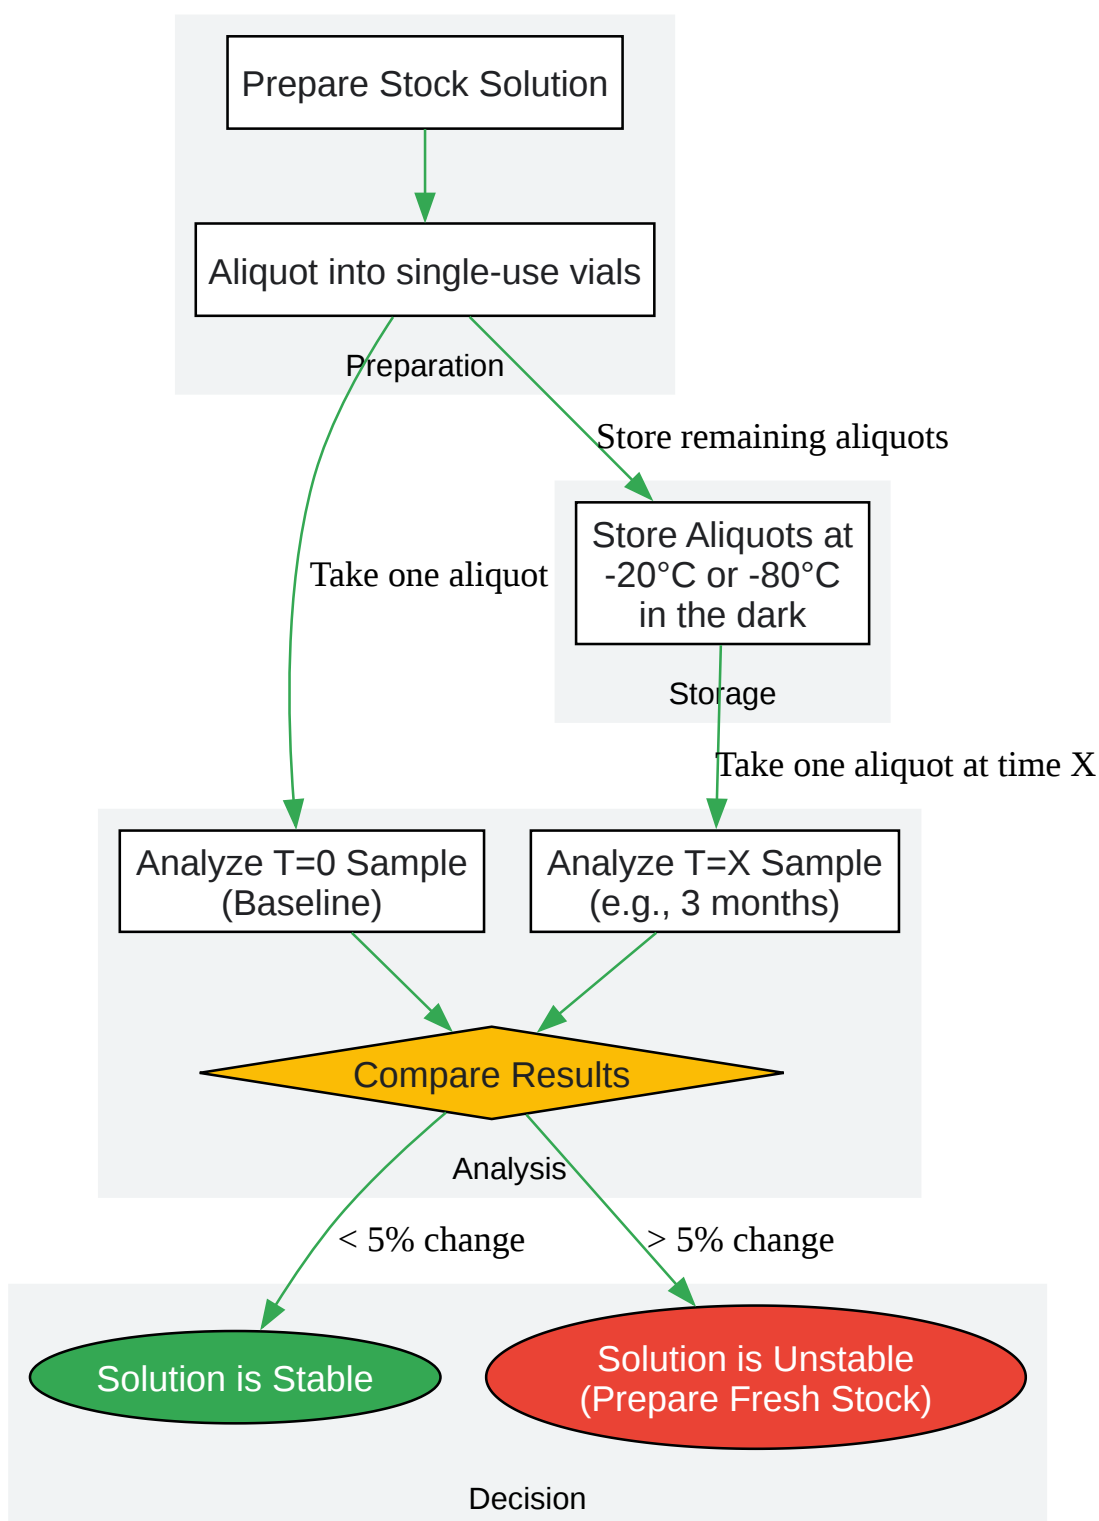 Prepare Stock Solution
Aliquot into single-use vials
Preparation
Store remaining aliquots
Store Aliquots at
-20°C or -80°C
in the dark
Take one aliquot
Storage
Take one aliquot at time X
Analyze T=0 Sample
(Baseline)
Analyze T=X Sample
(e.g., 3 months)
Compare Results
Analysis
< 5% change
> 5% change
Solution is Stable
Solution is Unstable
(Prepare Fresh Stock)
Decision